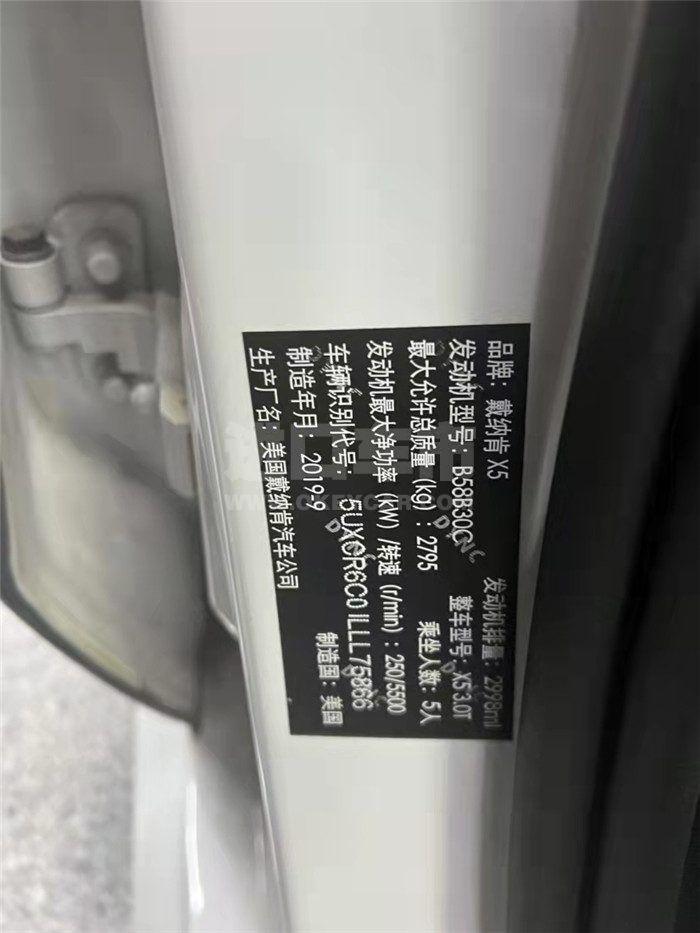 品牌：戴纳肯 X5
发动机型号：B58B30C 发动机排量：2998ml
最大允许总质量（kg）：2795 整车型号：X5 3.0T
发动机最大净功率（kW）/转速（r/min）：250/5500 乘坐人数：5人
车辆识别代号：5UXCR6C01LLL75866
制造年月：2019-9 制造国：美国
生产厂名：美国戴纳肯汽车公司